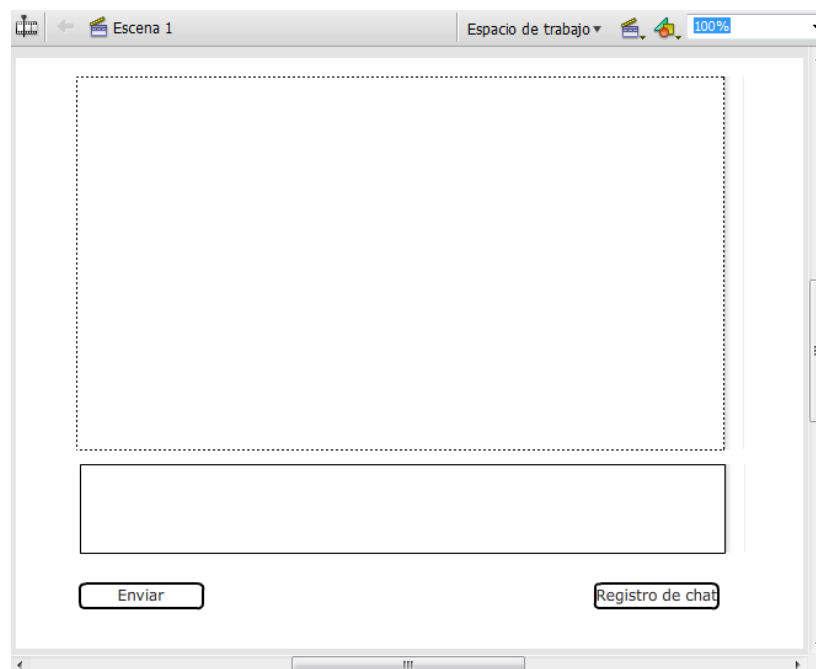 Escena 1
Espacio de trabajo
100%
Enviar
Registro de chat